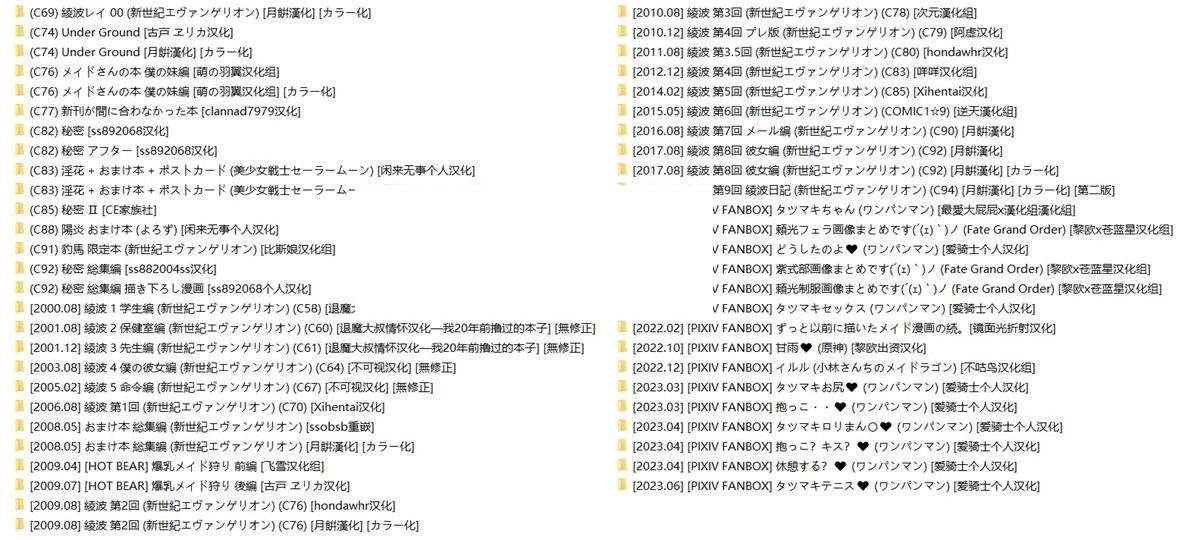 (C69) 綾波レイ 00 (新世紀エヴァンゲリオン) [月餅漢化] [カラー化]
(C74) Under Ground [古戸 ヱリカ汉化]
(C74) Under Ground [月餅漢化] [カラー化]
(C76) メイドさんの本 僕の妹編 [萌の羽翼汉化组]
(C76) メイドさんの本 僕の妹編 [萌の羽翼汉化组] [カラー化]
(C77) 新刊が間に合わなかった本 [clannad7979汉化]
(C82) 秘密 [ss892068汉化]
(C82) 秘密 アフター [ss892068汉化]
(C83) 淫花 + おまけ本 + ポストカード (美少女戦士セーラームーン) [闲来无事个人汉化]
(C83) 淫花 + おまけ本 + ポストカード (美少女戦士セーラームー
(C85) 秘密 Ⅱ [CE家族社]
(C88) 陽炎 おまけ本 (よろず) [闲来无事个人汉化]
(C91) 豹馬 限定本 (新世紀エヴァンゲリオン) [比斯娘汉化组]
(C92) 秘密 総集編 [ss882004ss汉化]
(C92) 秘密 総集編 描き下ろし漫画 [ss892068个人汉化]
[2000.08] 綾波 1 学生編 (新世紀エヴァンゲリオン) (C58) [退魔
[2001.08] 綾波 2 保健室編 (新世紀エヴァンゲリオン) (C60) [退魔大叔情怀汉化—我20年前撸过的本子] [無修正]
[2001.12] 綾波 3 先生編 (新世紀エヴァンゲリオン) (C61) [退魔大叔情怀汉化—我20年前撸过的本子] [無修正]
[2003.08] 綾波 4 僕の彼女編 (新世紀エヴァンゲリオン) (C64) [不可视汉化] [無修正]
[2005.02] 綾波 5 命令編 (新世紀エヴァンゲリオン) (C67) [不可视汉化] [無修正]
[2006.08] 綾波 第1回 (新世紀エヴァンゲリオン) (C70) [Xihentai汉化]
[2008.05] おまけ本 総集編 (新世紀エヴァンゲリオン) [ssobsb重嵌]
[2008.05] おまけ本 総集編 (新世紀エヴァンゲリオン) [月餅漢化] [カラー化]
[2009.04] [HOT BEAR] 爆乳メイド狩り 前編 [飞雪汉化组]
[2009.07] [HOT BEAR] 爆乳メイド狩り 後編 [古戸 ヱリカ汉化]
[2009.08] 綾波 第2回 (新世紀エヴァンゲリオン) (C76) [hondawhr汉化]
[2009.08] 綾波 第2回 (新世紀エヴァンゲリオン) (C76) [月餅漢化] [カラー化]
[2010.08] 綾波 第3回 (新世紀エヴァンゲリオン) (C78) [次元漢化組]
[2010.12] 綾波 第4回 プレ版 (新世紀エヴァンゲリオン) (C79) [阿虚汉化]
[2011.08] 綾波 第3.5回 (新世紀エヴァンゲリオン) (C80) [hondawhr汉化]
[2012.12] 綾波 第4回 (新世紀エヴァンゲリオン) (C83) [咩咩汉化组]
[2014.02] 綾波 第5回 (新世紀エヴァンゲリオン) (C85) [Xihentai汉化]
[2015.05] 綾波 第6回 (新世紀エヴァンゲリオン) (COMIC1☆9) [逆天漢化組]
[2016.08] 綾波 第7回 メール編 (新世紀エヴァンゲリオン) (C90) [月餅漢化]
[2017.08] 綾波 第8回 彼女編 (新世紀エヴァンゲリオン) (C92) [月餅漢化]
[2017.08] 綾波 第8回 彼女編 (新世紀エヴァンゲリオン) (C92) [月餅漢化] [カラー化]
第9回 綾波日記 (新世紀エヴァンゲリオン) (C94) [月餅漢化] [カラー化] [第二版]
V FANBOX] タツマキちゃん (ワンパンマン) [最愛大屁屁x漢化組漢化組]
V FANBOX] 頼光フェラ画像まとめです(´(ｪ)｀)ノ (Fate Grand Order) [黎欧x苍蓝星汉化组]
V FANBOX] どうしたのよ♥ (ワンパンマン) [爱骑士个人汉化]
V FANBOX] 紫式部画像まとめです(´(ｪ)｀)ノ (Fate Grand Order) [黎欧x苍蓝星汉化组]
V FANBOX] 頼光制服画像まとめです(´(ｪ)｀)ノ (Fate Grand Order) [黎欧x苍蓝星汉化组]
V FANBOX] タツマキセックス (ワンパンマン) [爱骑士个人汉化]
[2022.02] [PIXIV FANBOX] ずっと以前に描いたメイド漫画の続。[镜面光折射汉化]
[2022.10] [PIXIV FANBOX] 甘雨♥ (原神) [黎欧出资汉化]
[2022.12] [PIXIV FANBOX] イルル (小林さんちのメイドラゴン) [不咕鸟汉化组]
[2023.03] [PIXIV FANBOX] タツマキお尻♥ (ワンパンマン) [爱骑士个人汉化]
[2023.03] [PIXIV FANBOX] 抱っこ・・♥ (ワンパンマン) [爱骑士个人汉化]
[2023.04] [PIXIV FANBOX] タツマキロリまん〇♥ (ワンパンマン) [爱骑士个人汉化]
[2023.04] [PIXIV FANBOX] 抱っこ？キス？♥ (ワンパンマン) [爱骑士个人汉化]
[2023.04] [PIXIV FANBOX] 休憩する？♥ (ワンパンマン) [爱骑士个人汉化]
[2023.06] [PIXIV FANBOX] タツマキテニス♥ (ワンパンマン) [爱骑士个人汉化]